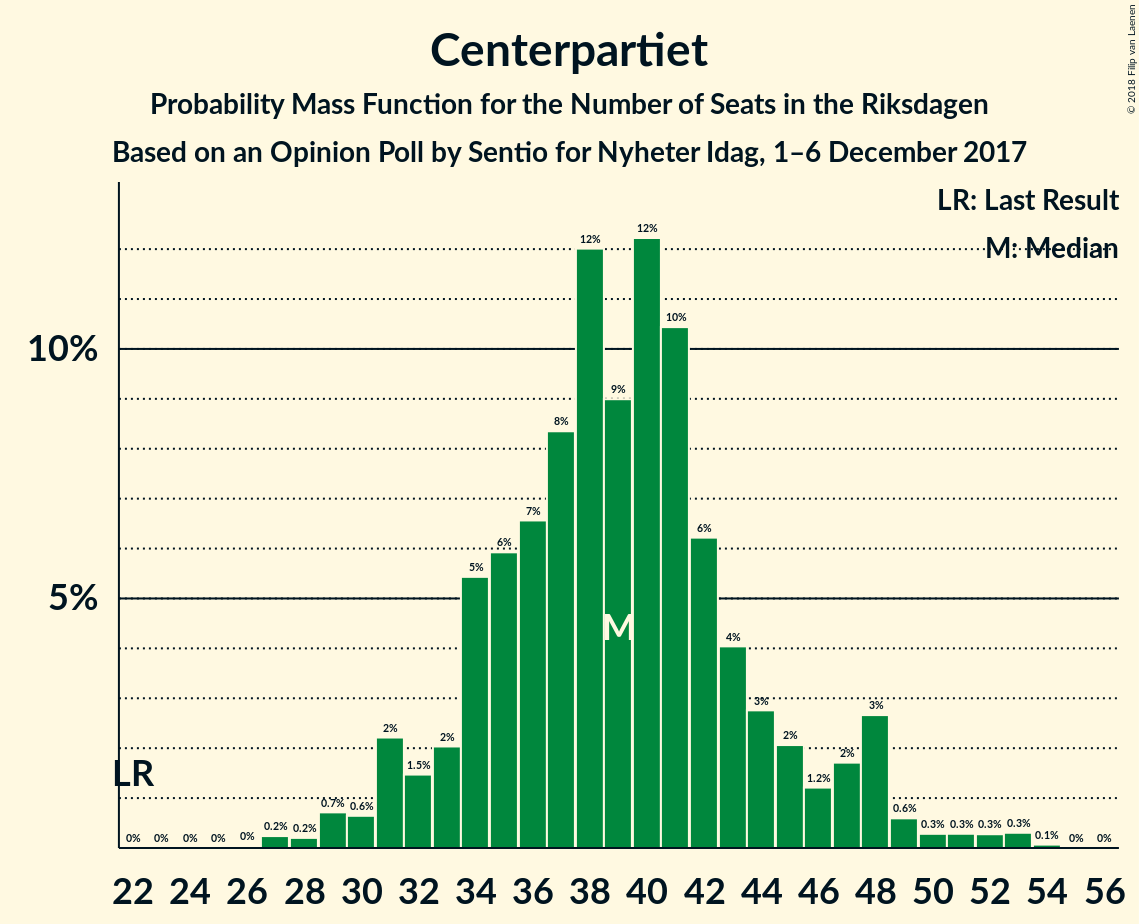 Centerpartiet
Probability Mass Function for the Number of Seats in the Riksdagen
Based on an Opinion Poll by Sentio for Nyheter Idag, 1–6 December 2017
© 2018 Filip van Laenen
LR: Last Result
M: Median
10%
5%
LR
M
0% 0% 0% 0% 0% 0.2% 0.2% 0.7% 0.6% 2% 1.5% 2% 5% 6% 7% 8% 12% 9% 12% 10% 6% 4% 3% 2% 1.2% 2% 3% 0.6% 0.3% 0.3% 0.3% 0.3% 0.1% 0% 0%
22 24 26 28 30 32 34 36 38 40 42 44 46 48 50 52 54 56